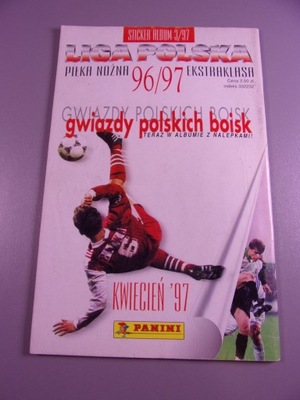 STICKER ALBUM 3/97
LIGA POLSKA
PIŁKA NOŻNA 96/97 EKSTRAKLASA
GWIAZDY POLSKICH BOISK
gwiazdy polskich boisk
TERAZ W ALBUMIE Z NALEPKAMI!
KWIECIEŃ '97
PANINI